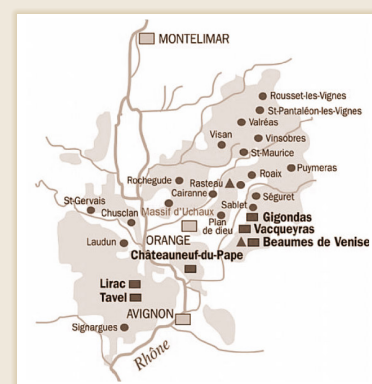 MONTELIMAR
Rousset-les-Vignes
St-Pantaléon-les-Vignes
Valréas
Visan
Vinsobres
St-Maurice
Puymeras
Rochegude
Rasteau
Roaix
Cairanne
St-Gervais
Massif d'Uchaux
Sablet
Séguret
Chusclan
Plan
de dieu
Gigondas
Vacqueyras
Laudun
ORANGE
Beaumes de Venise
Châteauneuf-du-Pape
Lirac
Tavel
AVIGNON
Signargues
Rhône